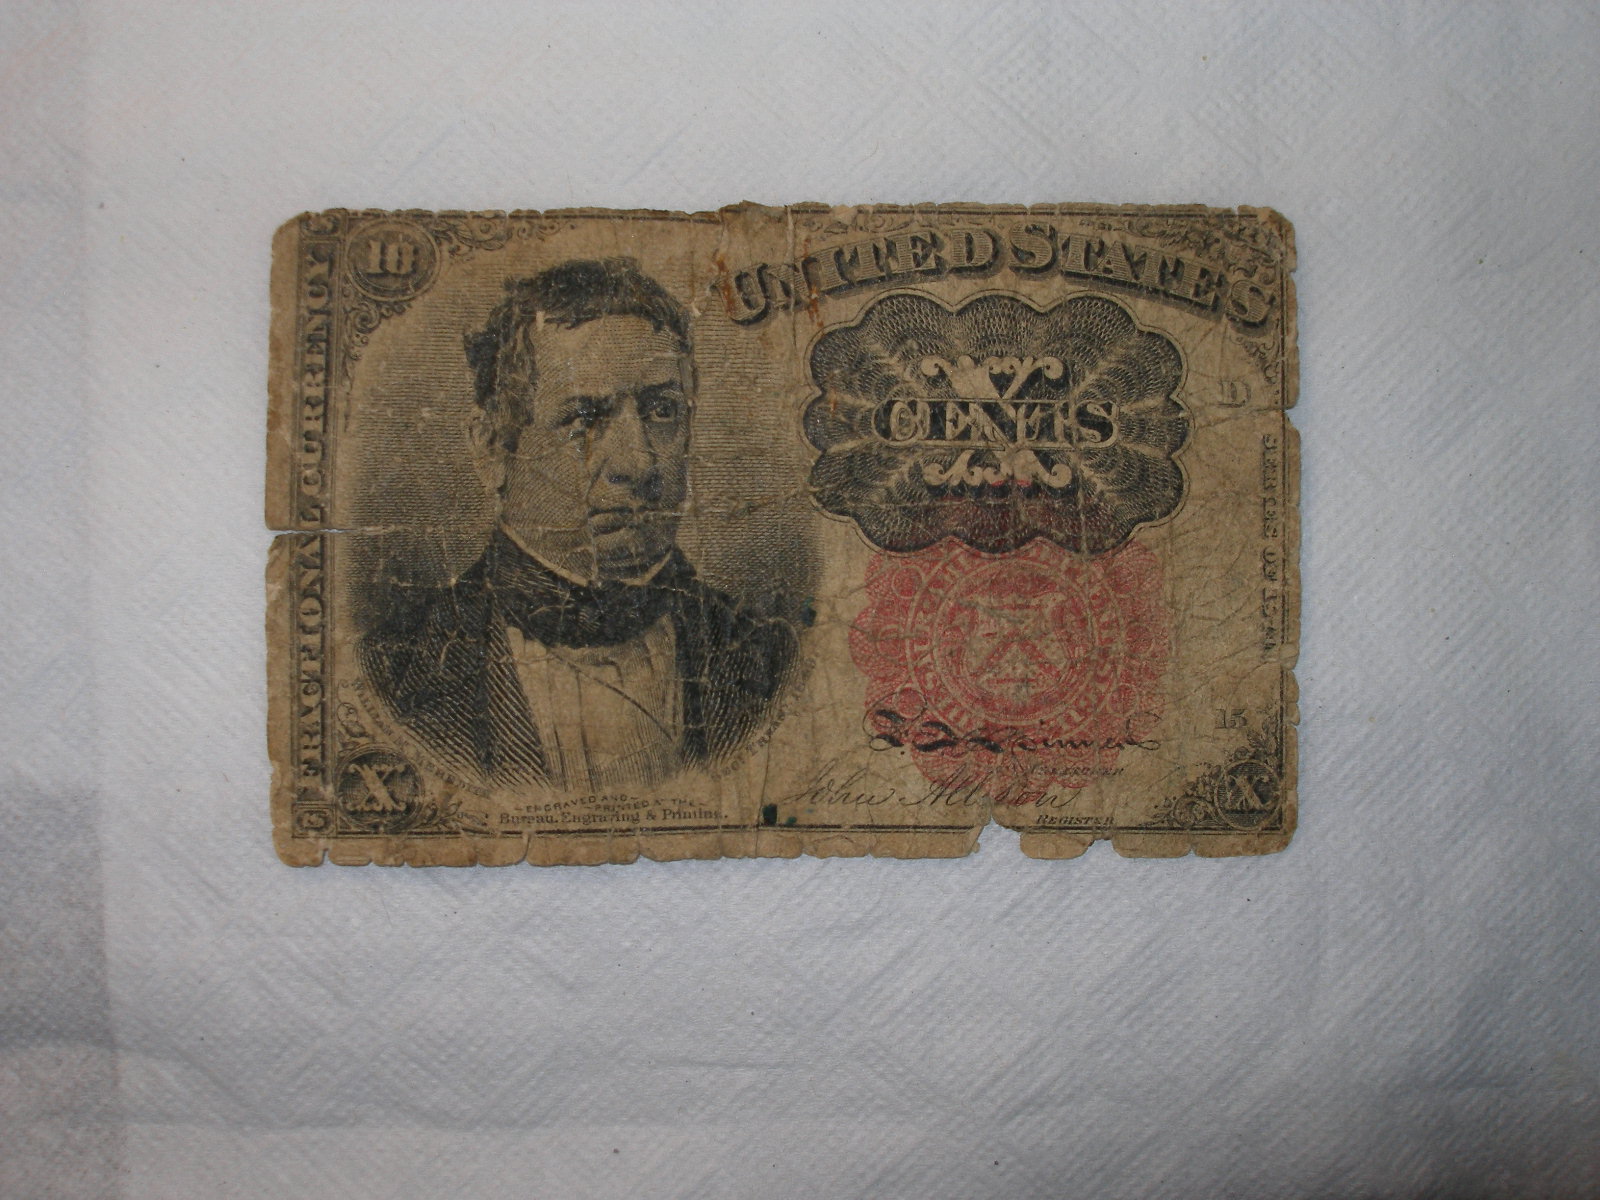 10
UNITED STATES
FRACTIONAL CURRENCY
X
CENTS
D
SERIES OF
15
John Allison
REGISTER
X
ENGRAVED AND
PRINTED AT THE
Bureau, Engraving & Printing.
X